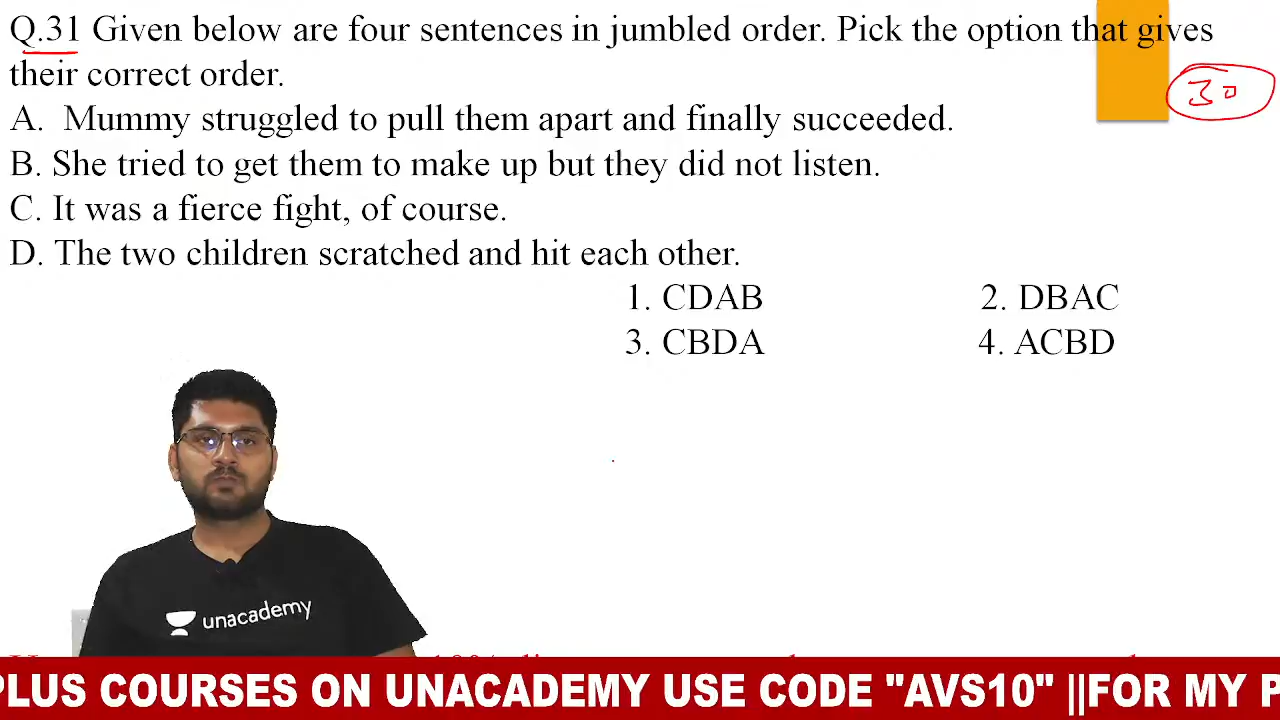 Q.31 Given below are four sentences in jumbled order. Pick the option that gives
their correct order.
30
A. Mummy struggled to pull them apart and finally succeeded.
B. She tried to get them to make up but they did not listen.
C. It was a fierce fight, of course.
D. The two children scratched and hit each other.
1. CDAB 2. DBAC
3. CBDA 4. ACBD
unacademy
PLUS COURSES ON UNACADEMY USE CODE "AVS10" ||FOR MY P